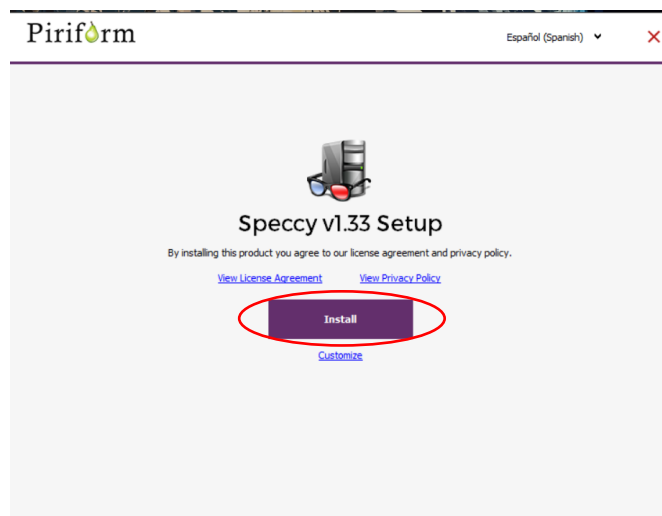 Piriform
Español (Spanish)
Speccy v1.33 Setup
By installing this product you agree to our license agreement and privacy policy.
View License Agreement View Privacy Policy
Install
Customize